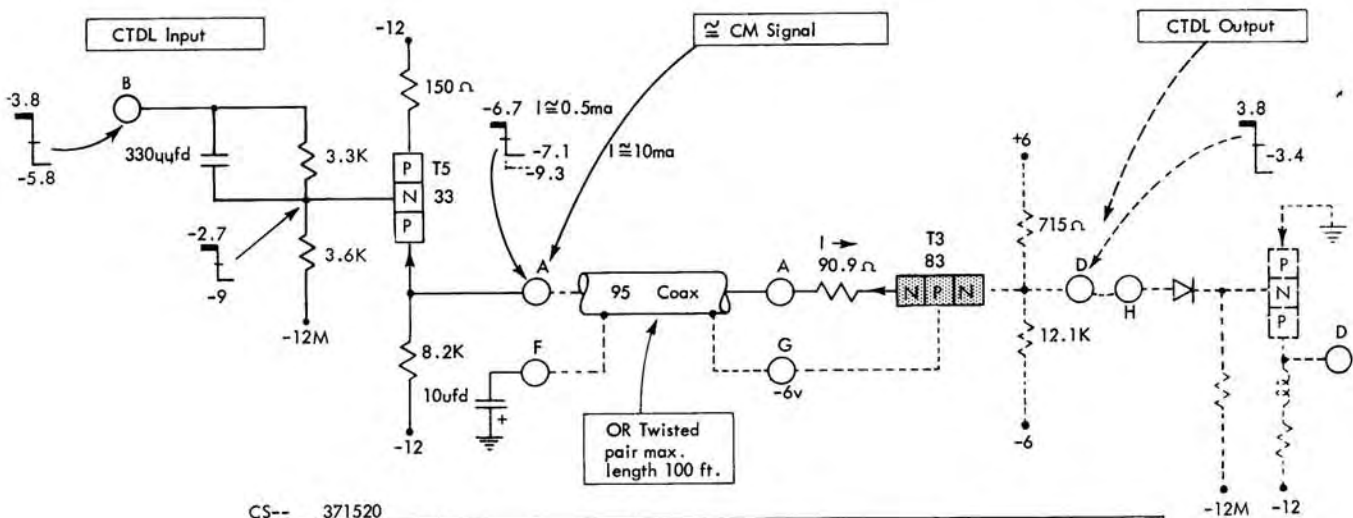 CTDL Input
-12
≅ CM Signal
CTDL Output
B
150 Ω
-3.8
-5.8
330μμfd
3.3K
P
N
P
T5
33
-6.7 I≅0.5ma
-7.1
-9.3
I≅10ma
3.8
-3.4
+6
715Ω
-2.7
-9
3.6K
-12M
A
95 Coax
A
I →
90.9 Ω
T3
83
N P N
D
H
P
N
P
D
8.2K
F
G
-6v
12.1K
10ufd
+
-12
OR Twisted
pair max.
length 100 ft.
-6
-12M
-12
CS-- 371520